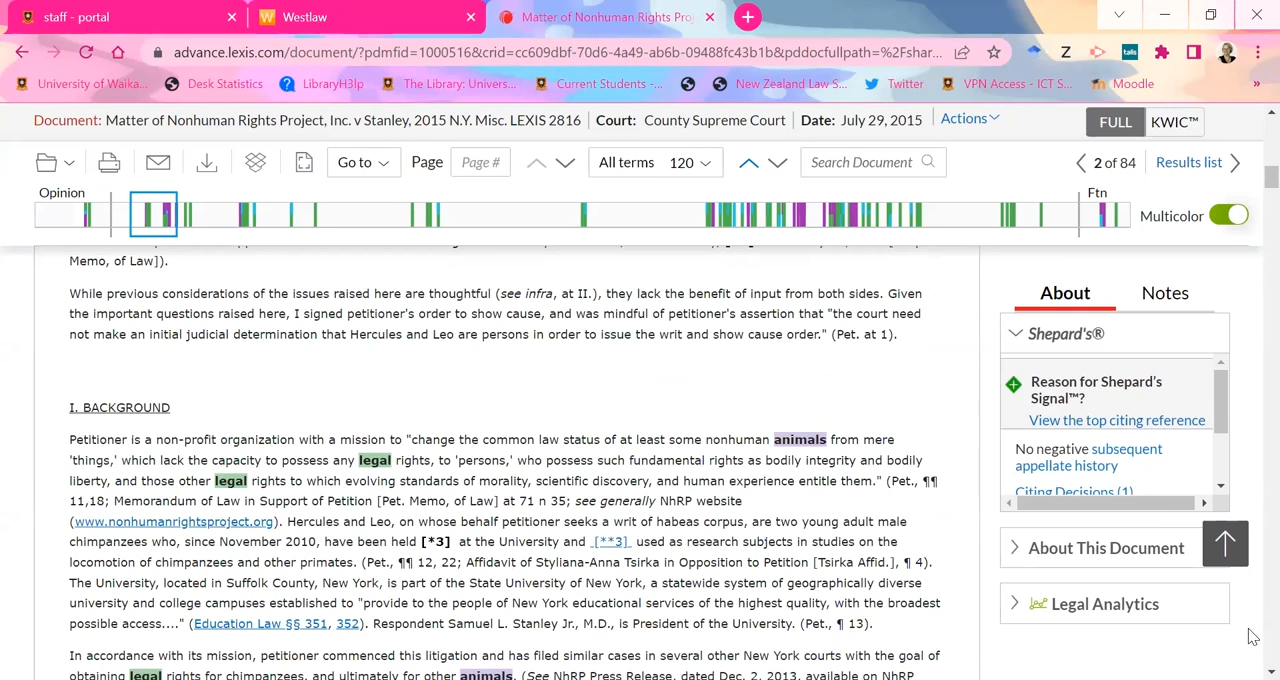 staff - portal
Westlaw
Matter of Nonhuman Rights Proj
advance.lexis.com/document/?pdmfid=1000516&crid=cc609dbf-70d6-4a49-ab6b-09488fc43b1b&pddocfullpath=%2Fshar...
University of Waika...
Desk Statistics
LibraryH3lp
The Library: Univers...
Current Students -...
New Zealand Law S...
Twitter
VPN Access - ICT S...
Moodle
Document: Matter of Nonhuman Rights Project, Inc. v Stanley, 2015 N.Y. Misc. LEXIS 2816
Court: County Supreme Court
Date: July 29, 2015
Actions
FULL
KWIC™
Go to
Page
Page #
All terms 120
Search Document
2 of 84
Results list
Opinion
Ftn
Multicolor
Memo, of Law]).
While previous considerations of the issues raised here are thoughtful (see infra, at II.), they lack the benefit of input from both sides. Given
the important questions raised here, I signed petitioner's order to show cause, and was mindful of petitioner's assertion that "the court need
not make an initial judicial determination that Hercules and Leo are persons in order to issue the writ and show cause order." (Pet. at 1).
I. BACKGROUND
Petitioner is a non-profit organization with a mission to "change the common law status of at least some nonhuman animals from mere
'things,' which lack the capacity to possess any legal rights, to 'persons,' who possess such fundamental rights as bodily integrity and bodily
liberty, and those other legal rights to which evolving standards of morality, scientific discovery, and human experience entitle them." (Pet., ¶¶
11,18; Memorandum of Law in Support of Petition [Pet. Memo, of Law] at 71 n 35; see generally NhRP website
(www.nonhumanrightsproject.org). Hercules and Leo, on whose behalf petitioner seeks a writ of habeas corpus, are two young adult male
chimpanzees who, since November 2010, have been held [*3] at the University and [**3] used as research subjects in studies on the
locomotion of chimpanzees and other primates. (Pet., ¶¶ 12, 22; Affidavit of Styliana-Anna Tsirka in Opposition to Petition [Tsirka Affid.], ¶ 4).
The University, located in Suffolk County, New York, is part of the State University of New York, a statewide system of geographically diverse
university and college campuses established to "provide to the people of New York educational services of the highest quality, with the broadest
possible access...." (Education Law §§ 351, 352). Respondent Samuel L. Stanley Jr., M.D., is President of the University. (Pet., ¶ 13).
In accordance with its mission, petitioner commenced this litigation and has filed similar cases in several other New York courts with the goal of
obtaining legal rights for chimpanzees, and ultimately for other animals. (See NhRP Press Release, dated Dec. 2, 2013, available on NhRP
About
Notes
Shepard's®
Reason for Shepard's
Signal™?
View the top citing reference
No negative subsequent
appellate history
Citing Decisions (1)
About This Document
Legal Analytics